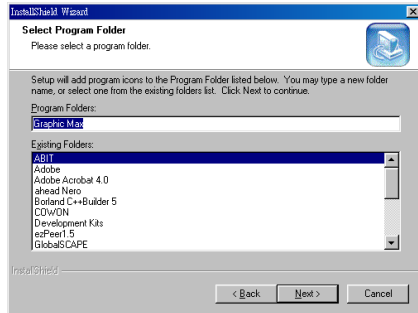 InstallShield Wizard
Select Program Folder
Please select a program folder.
Setup will add program icons to the Program Folder listed below. You may type a new folder
name, or select one from the existing folders list. Click Next to continue.
Program Folders:
Graphic Max
Existing Folders:
ABIT
Adobe
Adobe Acrobat 4.0
ahead Nero
Borland C++Builder 5
COWON
Development Kits
ezPeer1.5
GlobalSCAPE
InstallShield
< Back
Next >
Cancel